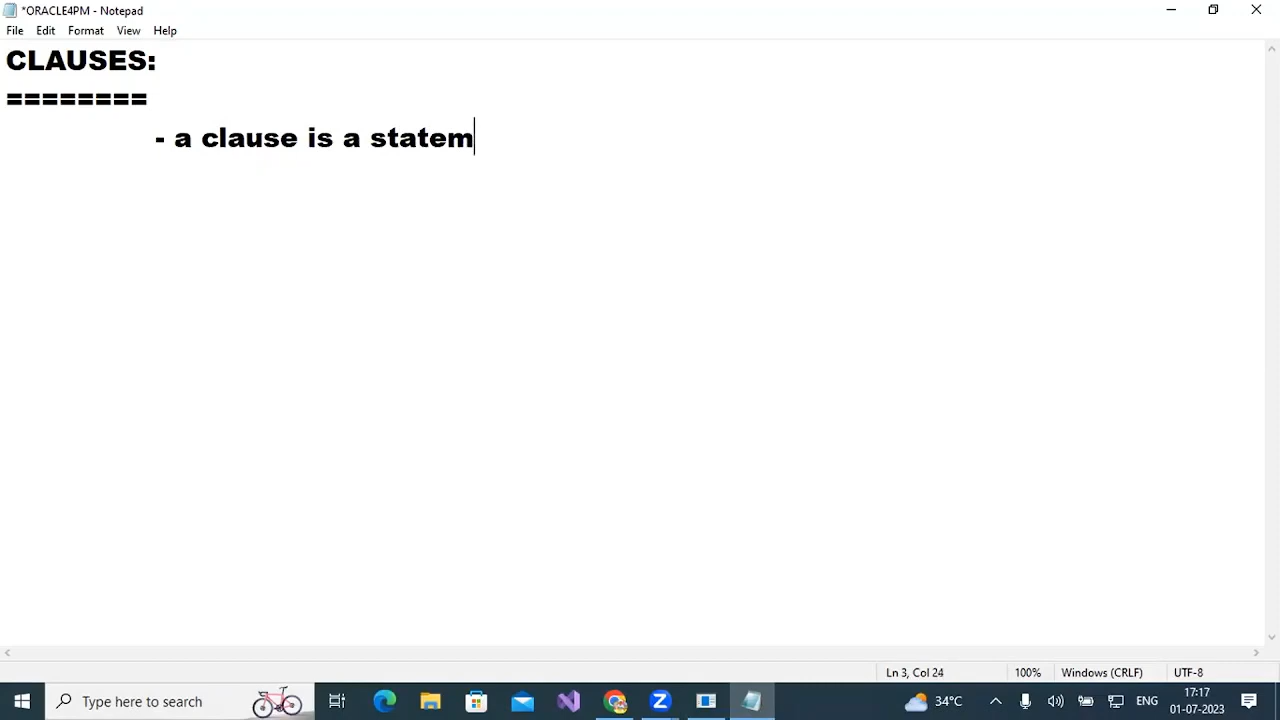 *ORACLE4PM - Notepad
File Edit Format View Help
CLAUSES:
========
- a clause is a statem
Ln 3, Col 24 100% Windows (CRLF) UTF-8
Type here to search
34°C
ENG
17:17
01-07-2023